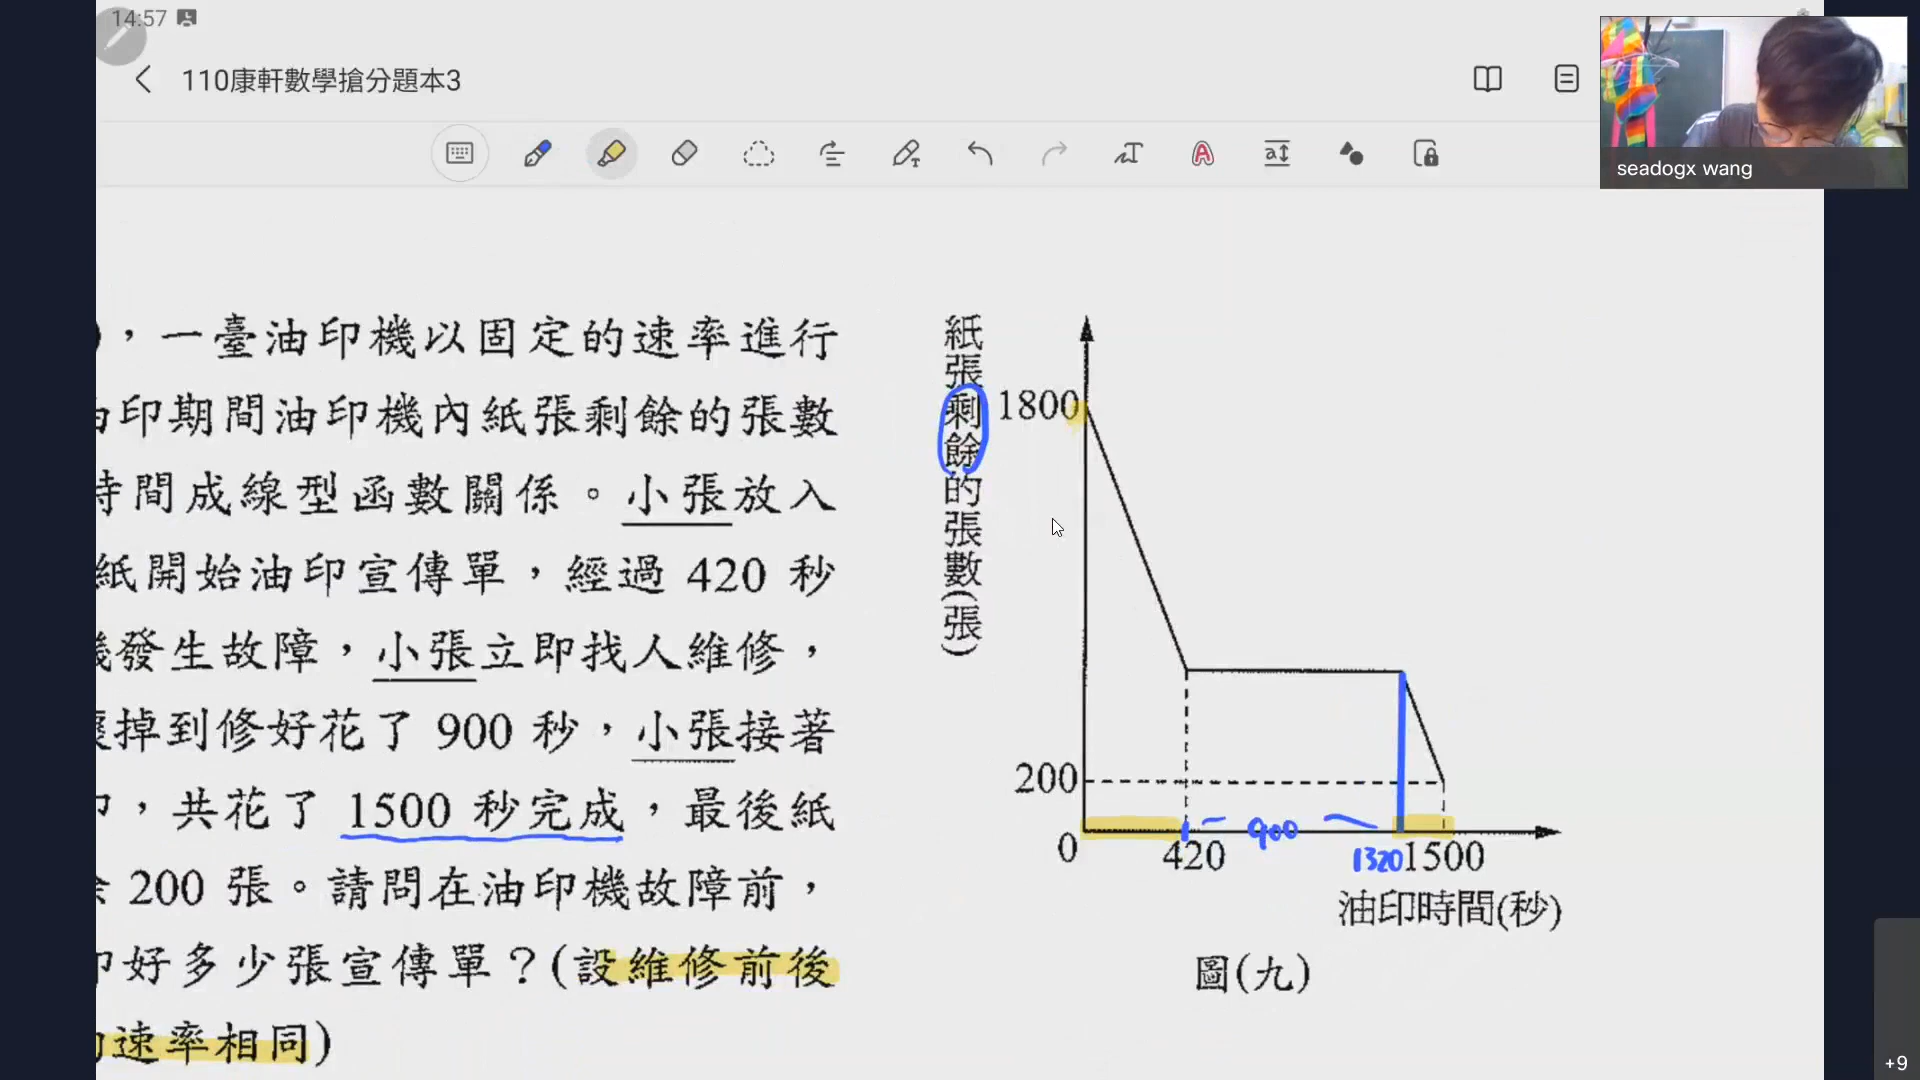 14:57
110康軒數學搶分題本3
seadogx wang
，一臺油印機以固定的速率進行
印期間油印機內紙張剩餘的張數
時間成線型函數關係。小張放入
紙開始油印宣傳單，經過 420 秒
發生故障，小張立即找人維修，
掉到修好花了 900 秒，小張接著
，共花了 1500 秒完成，最後紙
200 張。請問在油印機故障前，
好多少張宣傳單？(設維修前後
速率相同)
紙張剩餘的張數(張)
1800
200
0
420
900
1320
1500
油印時間(秒)
圖(九)
+9